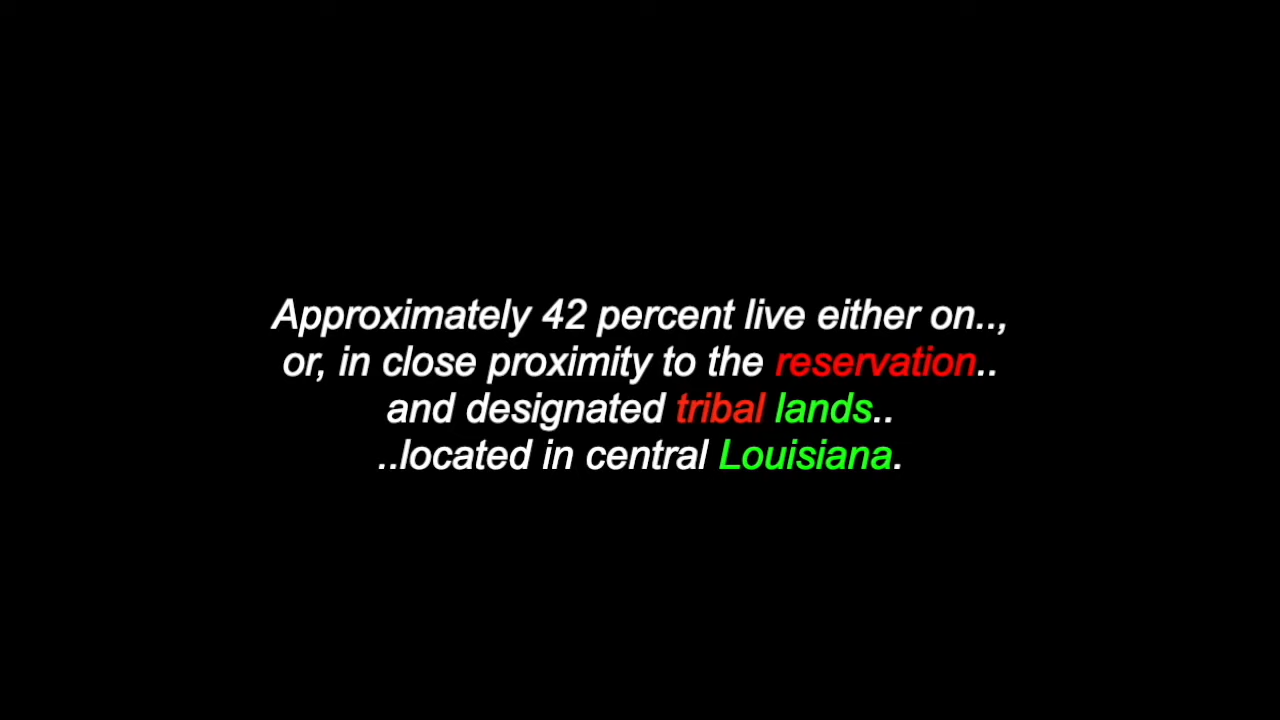 Approximately 42 percent live either on..,
or, in close proximity to the reservation..
and designated tribal lands..
..located in central Louisiana.